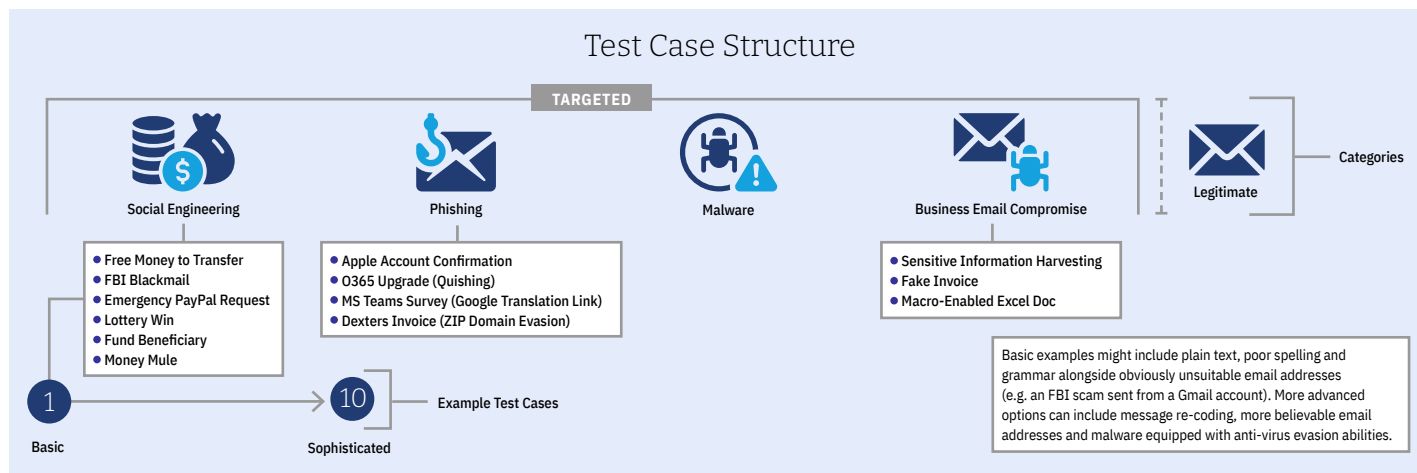 Test Case Structure
TARGETED
$
Social Engineering
Phishing
Malware
Business Email Compromise
Legitimate
Categories
Free Money to Transfer
FBI Blackmail
Emergency PayPal Request
Lottery Win
Fund Beneficiary
Money Mule
Apple Account Confirmation
O365 Upgrade (Quishing)
MS Teams Survey (Google Translation Link)
Dexters Invoice (ZIP Domain Evasion)
Sensitive Information Harvesting
Fake Invoice
Macro-Enabled Excel Doc
1
Basic
10
Sophisticated
Example Test Cases
Basic examples might include plain text, poor spelling and
grammar alongside obviously unsuitable email addresses
(e.g. an FBI scam sent from a Gmail account). More advanced
options can include message re-coding, more believable email
addresses and malware equipped with anti-virus evasion abilities.